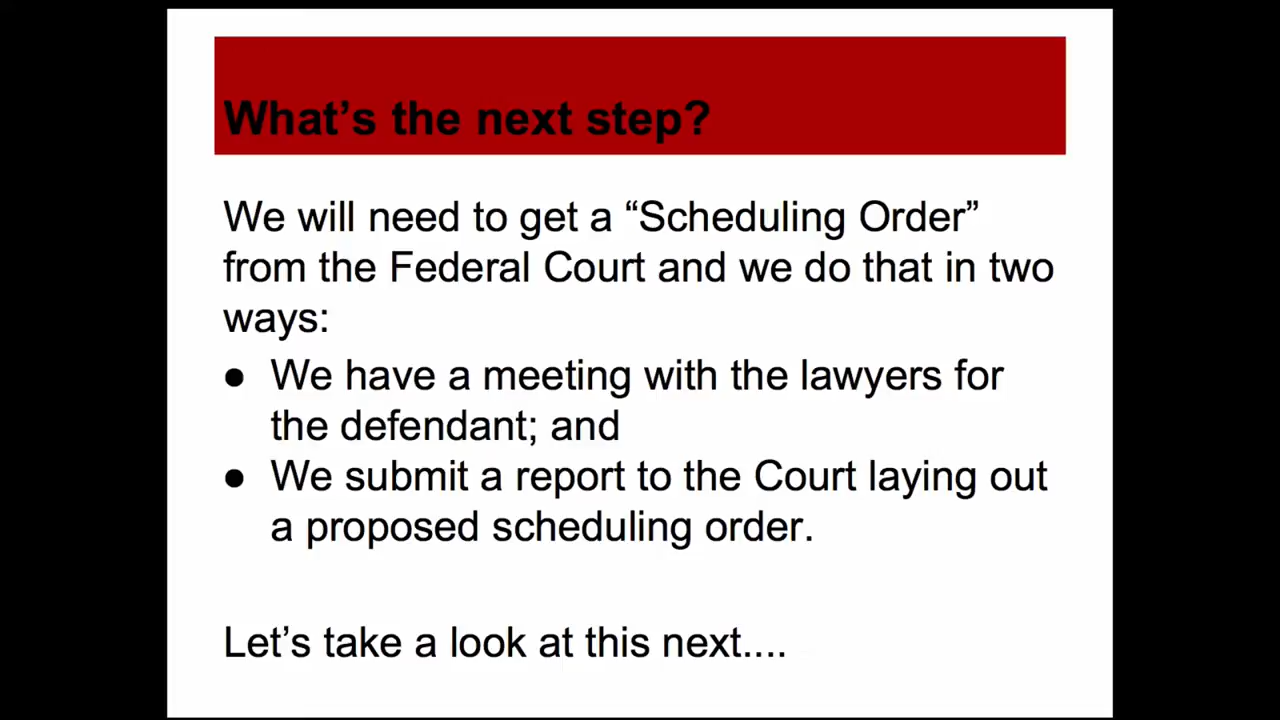 What’s the next step?
We will need to get a “Scheduling Order”
from the Federal Court and we do that in two
ways:
● We have a meeting with the lawyers for
the defendant; and
● We submit a report to the Court laying out
a proposed scheduling order.
Let’s take a look at this next....